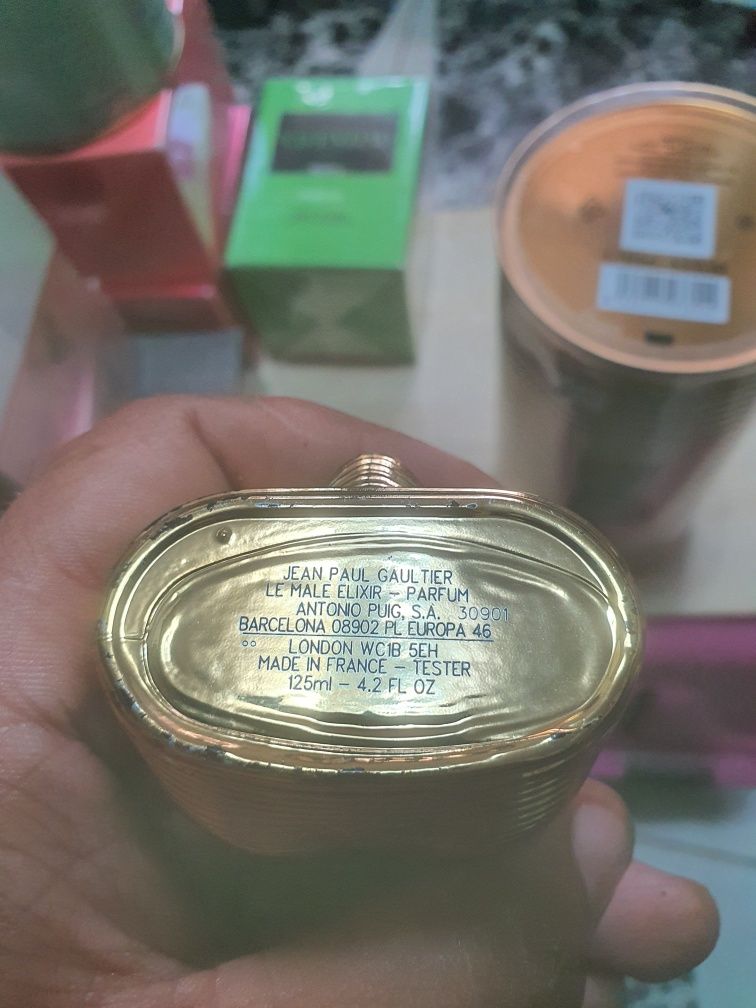 JEAN PAUL GAULTIER
LE MALE ELIXIR – PARFUM
ANTONIO PUIG, S.A. 30901
BARCELONA 08902 PL EUROPA 46
LONDON WC1B 5EH
MADE IN FRANCE – TESTER
125ml – 4.2 FL OZ